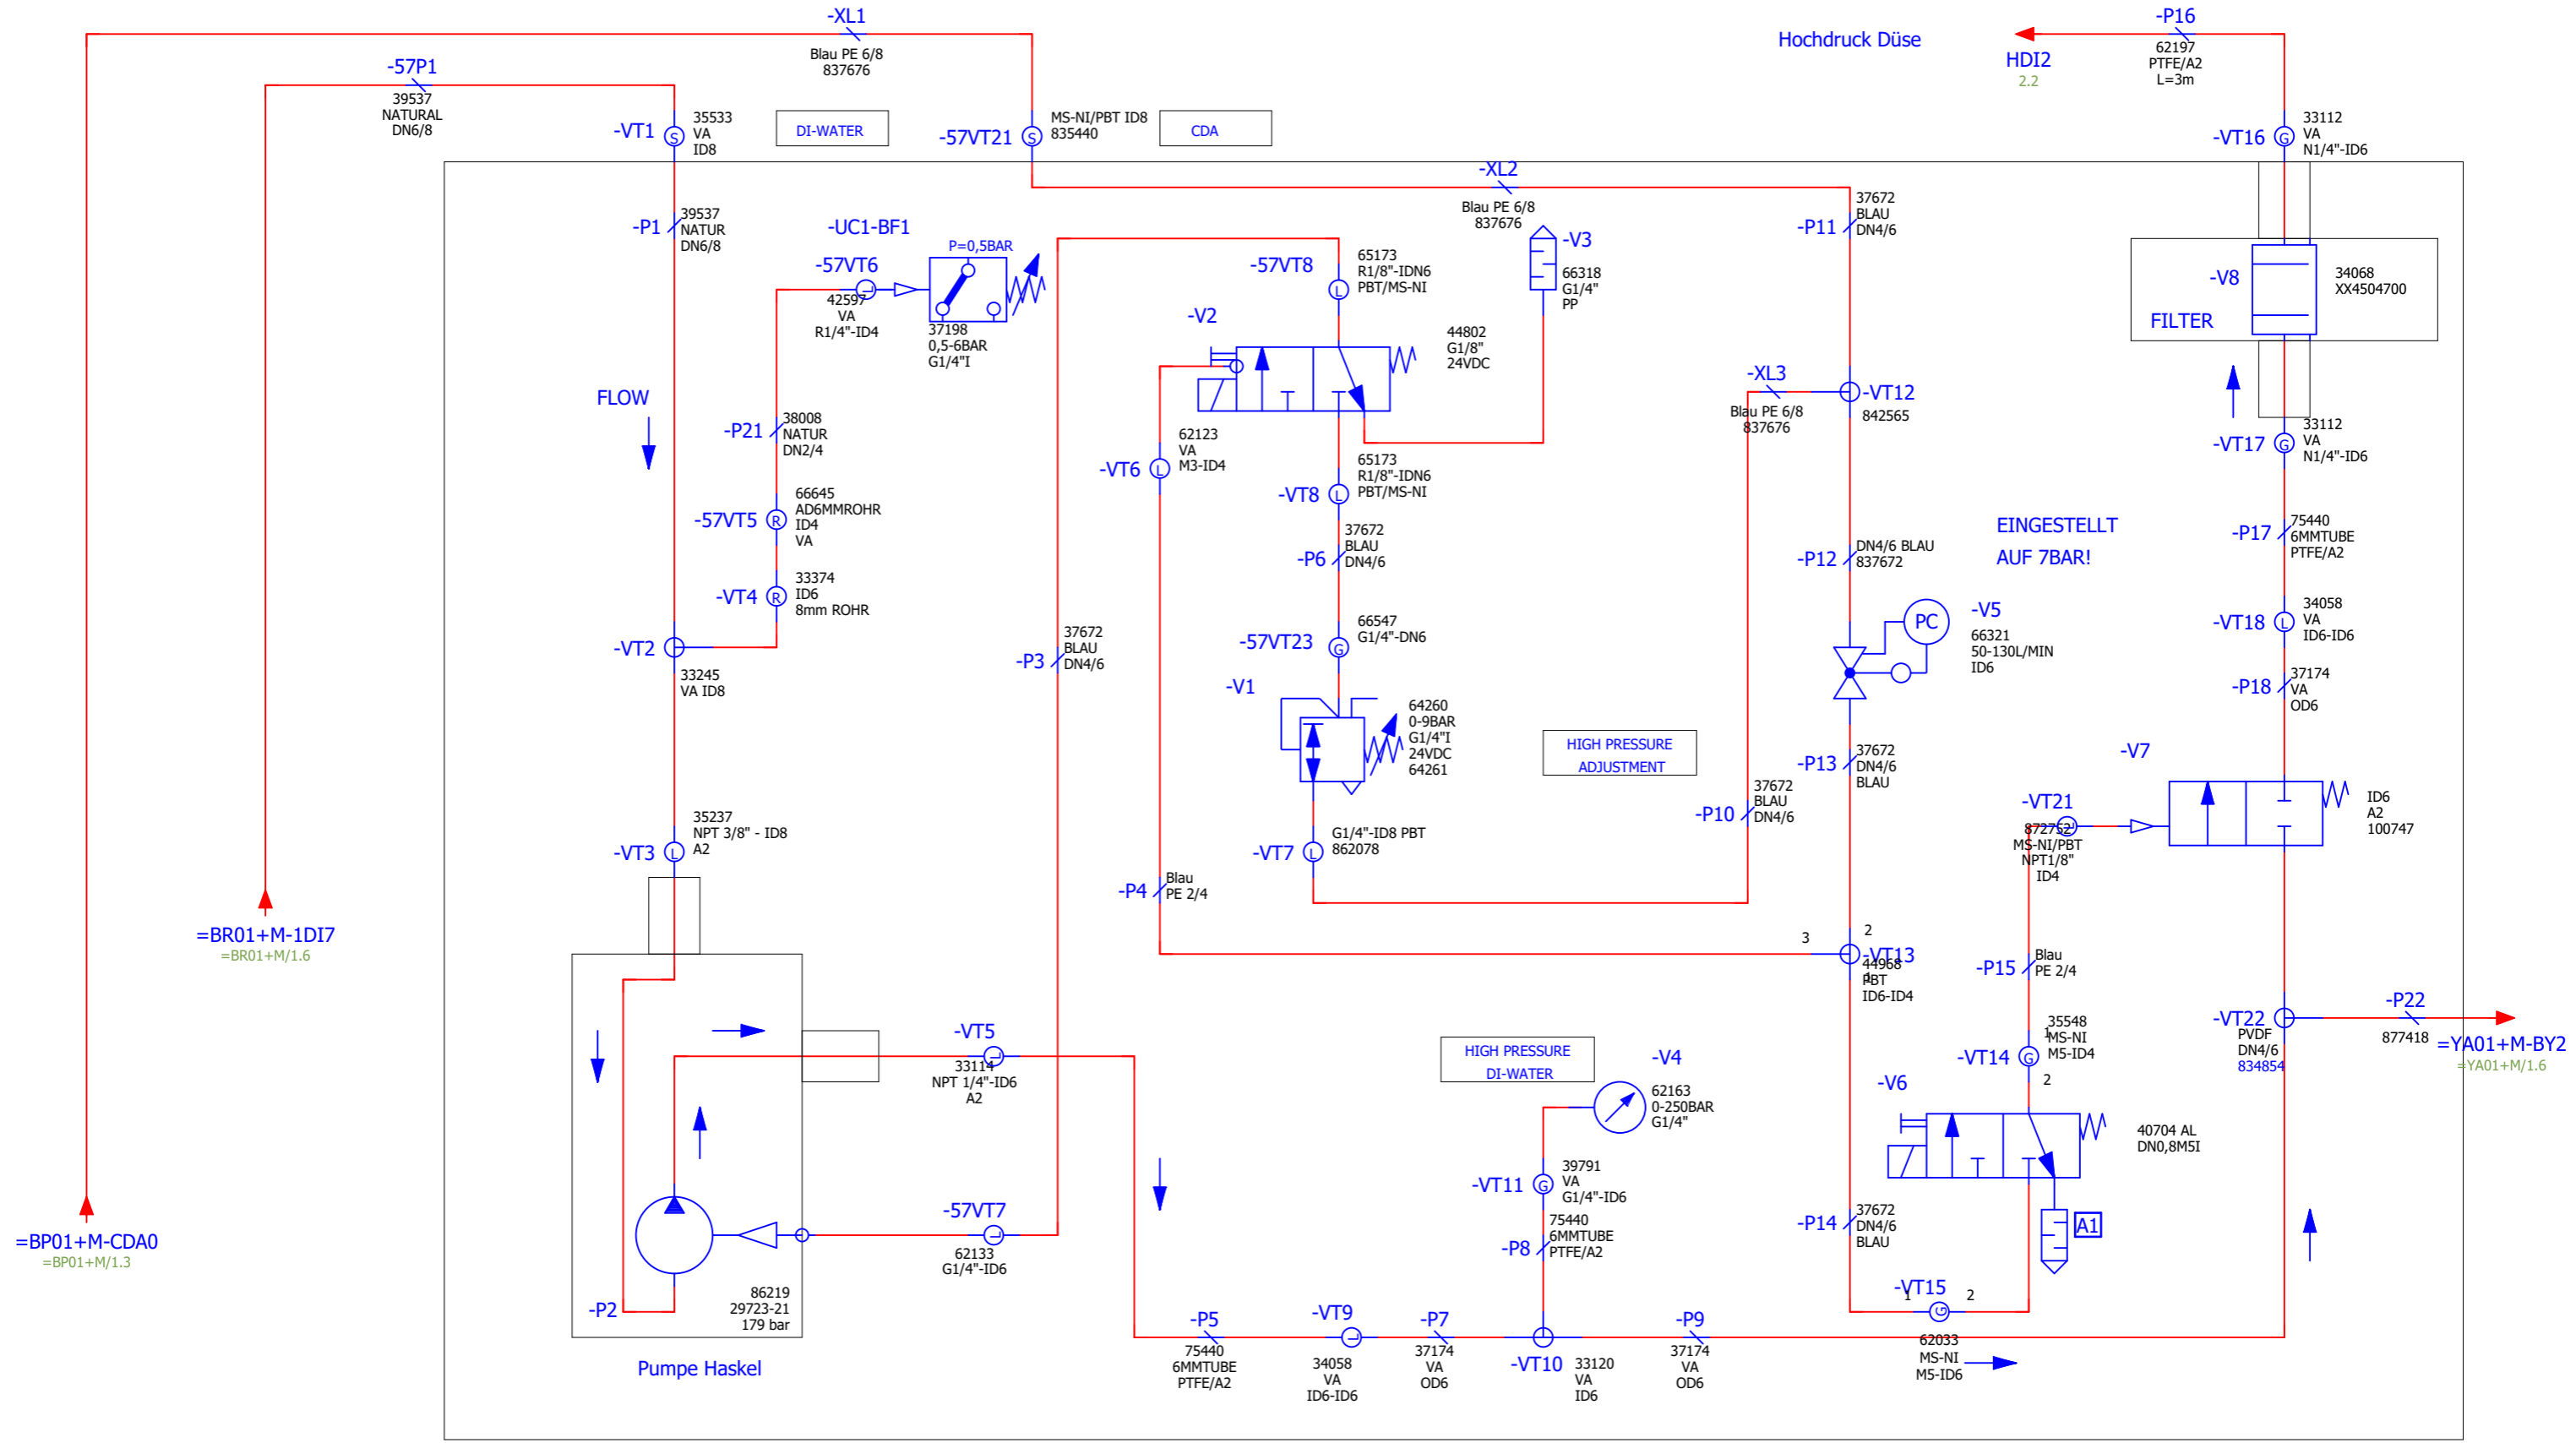 -XL1
Blau PE 6/8
837676
-57P1
39537
NATURAL
DN6/8
-VT1
S
35533
VA
ID8
DI-WATER
-57VT21
S
MS-NI/PBT ID8
835440
CDA
Hochdruck Düse
HDI2
2.2
-P16
62197
PTFE/A2
L=3m
-VT16
G
33112
VA
N1/4"-ID6
-XL2
Blau PE 6/8
837676
-P1
39537
NATUR
DN6/8
-UC1-BF1
P=0,5BAR
-57VT6
L
42597
VA
R1/4"-ID4
37198
0,5-6BAR
G1/4"I
-57VT8
L
65173
R1/8"-IDN6
PBT/MS-NI
-V3
66318
G1/4"
PP
-P11
37672
BLAU
DN4/6
-V8
34068
XX4504700
FILTER
-V2
44802
G1/8"
24VDC
FLOW
-P21
38008
NATUR
DN2/4
-XL3
Blau PE 6/8
837676
-VT12
842565
-VT6
L
62123
VA
M3-ID4
-VT17
G
33112
VA
N1/4"-ID6
-57VT5
R
66645
AD6MMROHR
ID4
VA
-VT8
L
65173
R1/8"-IDN6
PBT/MS-NI
-VT4
R
33374
ID6
8mm ROHR
-P6
37672
BLAU
DN4/6
-P12
DN4/6 BLAU
837672
EINGESTELLT
AUF 7BAR!
-P17
75440
6MMTUBE
PTFE/A2
-VT2
33245
VA ID8
-P3
37672
BLAU
DN4/6
-57VT23
G
66547
G1/4"-DN6
PC
-V5
66321
50-130L/MIN
ID6
-VT18
L
34058
VA
ID6-ID6
-P18
37174
VA
OD6
-V1
64260
0-9BAR
G1/4"I
24VDC
64261
HIGH PRESSURE
ADJUSTMENT
-P13
37672
DN4/6
BLAU
-V7
ID6
A2
100747
-VT3
L
35237
NPT 3/8" - ID8
A2
-VT7
L
G1/4"-ID8 PBT
862078
-P10
37672
BLAU
DN4/6
-VT21
L
872752
MS-NI/PBT
NPT1/8"
ID4
-P4
Blau
PE 2/4
=BR01+M-1DI7
=BR01+M/1.6
3
2
-VT13
1
44968
PBT
ID6-ID4
-P15
Blau
PE 2/4
-VT22
PVDF
DN4/6
834854
-P22
877418
=YA01+M-BY2
=YA01+M/1.6
-VT5
L
33114
NPT 1/4"-ID6
A2
HIGH PRESSURE
DI-WATER
-V4
62163
0-250BAR
G1/4"
-VT14
G
1
2
35548
MS-NI
M5-ID4
-V6
40704 AL
DN0,8M5I
-VT11
G
39791
VA
G1/4"-ID6
=BP01+M-CDA0
=BP01+M/1.3
-57VT7
L
62133
G1/4"-ID6
-P8
75440
6MMTUBE
PTFE/A2
-P14
37672
DN4/6
BLAU
A1
-P2
86219
29723-21
179 bar
Pumpe Haskel
-P5
75440
6MMTUBE
PTFE/A2
-VT9
L
34058
VA
ID6-ID6
-P7
37174
VA
OD6
-VT10
33120
VA
ID6
-P9
37174
VA
OD6
-VT15
1
G
2
62033
MS-NI
M5-ID6